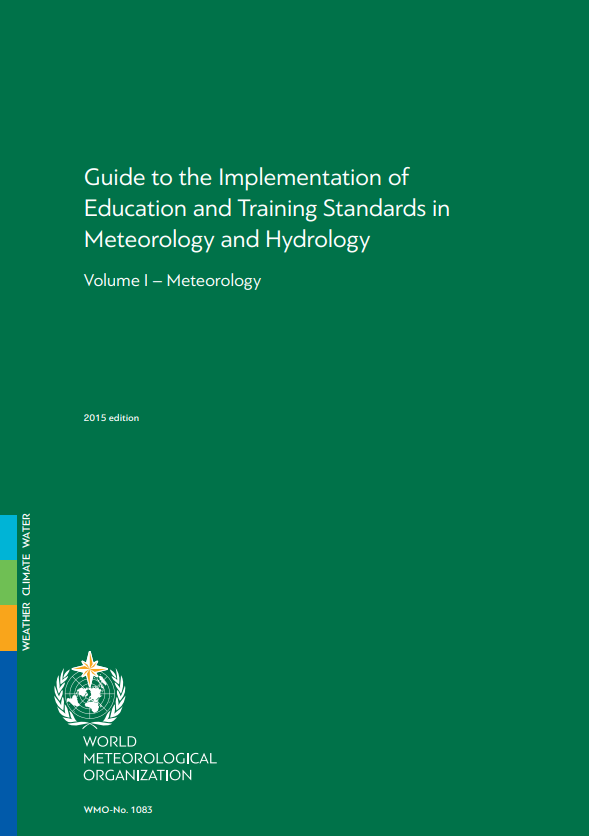 Guide to the Implementation of
Education and Training Standards in
Meteorology and Hydrology
Volume I – Meteorology
2015 edition
WEATHER CLIMATE WATER
WORLD
METEOROLOGICAL
ORGANIZATION
WMO-No. 1083